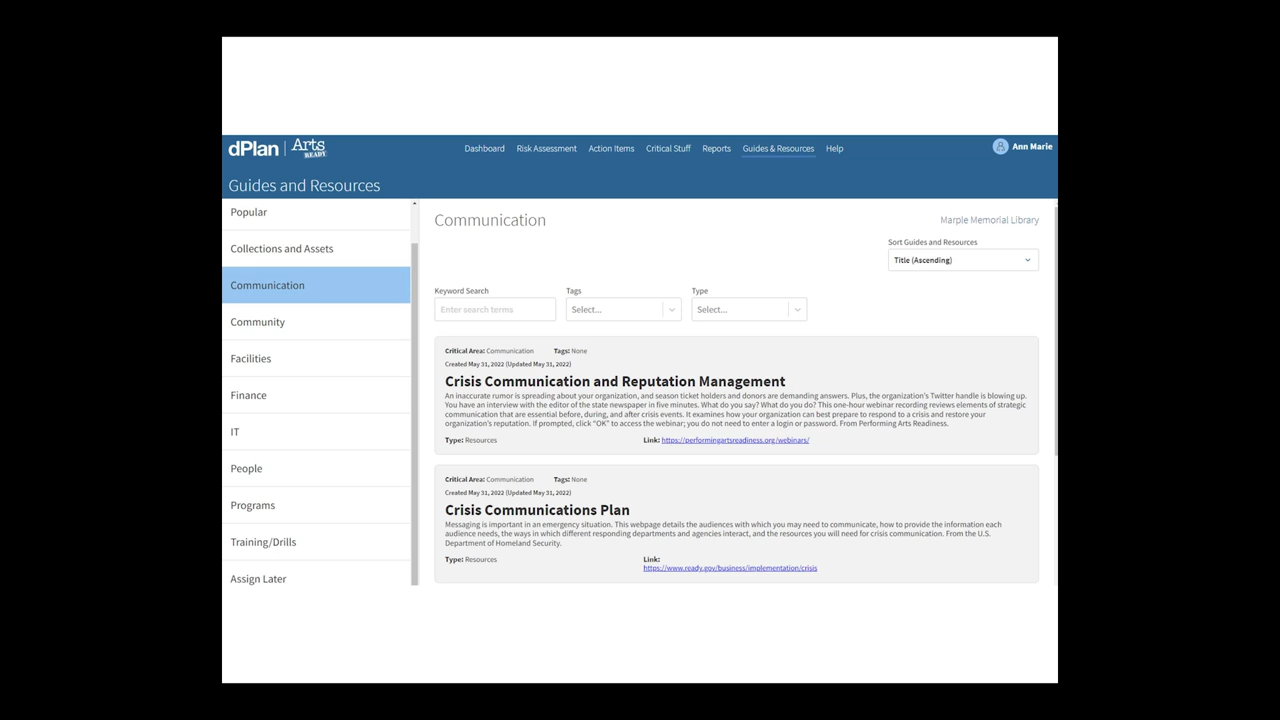 dPlan | Arts READY
Dashboard Risk Assessment Action Items Critical Stuff Reports Guides & Resources Help
Ann Marie
Guides and Resources
Popular
Collections and Assets
Communication
Community
Facilities
Finance
IT
People
Programs
Training/Drills
Assign Later
Communication
Marple Memorial Library
Sort Guides and Resources
Title (Ascending)
Keyword Search Tags Type
Enter search terms Select... Select...
Critical Area: Communication Tags: None
Created May 31, 2022 (Updated May 31, 2022)
Crisis Communication and Reputation Management
An inaccurate rumor is spreading about your organization, and season ticket holders and donors are demanding answers. Plus, the organization's Twitter handle is blowing up.
You have an interview with the editor of the state newspaper in five minutes. What do you say? What do you do? This one-hour webinar recording reviews elements of strategic
communication that are essential before, during, and after crisis events. It examines how your organization can best prepare to respond to a crisis and restore your
organization's reputation. If prompted, click "OK" to access the webinar; you do not need to enter a login or password. From Performing Arts Readiness.
Type: Resources Link: https://performingartsreadiness.org/webinars/
Critical Area: Communication Tags: None
Created May 31, 2022 (Updated May 31, 2022)
Crisis Communications Plan
Messaging is important in an emergency situation. This webpage details the audiences with which you may need to communicate, how to provide the information each
audience needs, the ways in which different responding departments and agencies interact, and the resources you will need for crisis communication. From the U.S.
Department of Homeland Security.
Type: Resources Link:
https://www.ready.gov/business/implementation/crisis